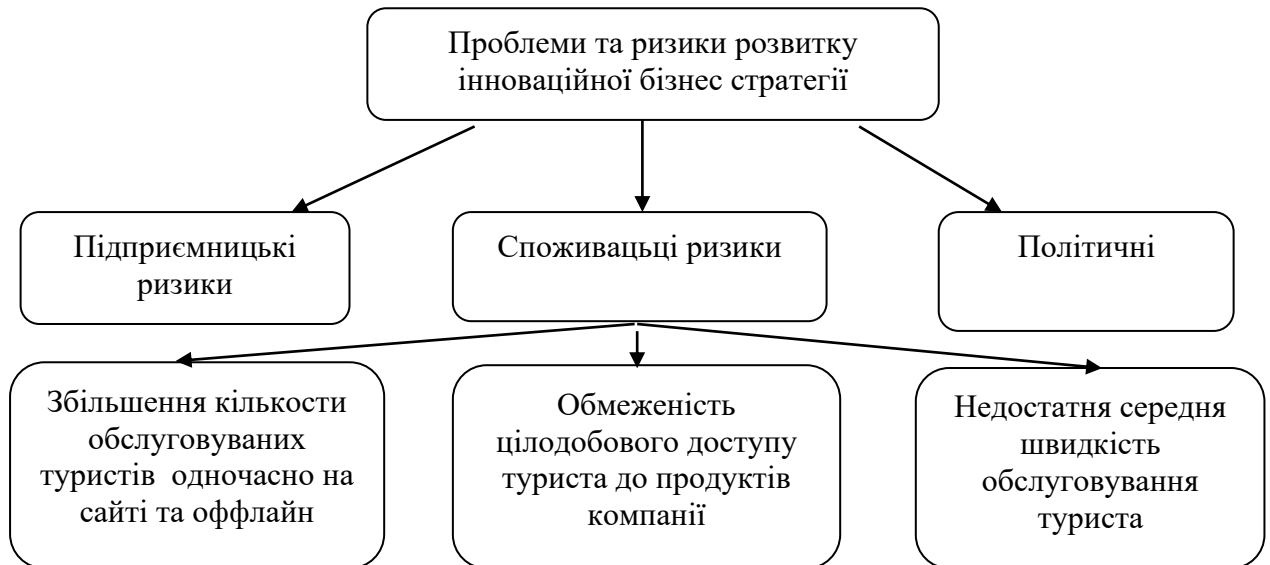 Проблеми та ризики розвитку
інноваційної бізнес стратегії
Підприємницькі
ризики
Споживацьці ризики
Політичні
Збільшення кількости
обслуговуваних
туристів одночасно на
сайті та оффлайн
Обмеженість
цілодобового доступу
туриста до продуктів
компанії
Недостатня середня
швидкість
обслуговування
туриста